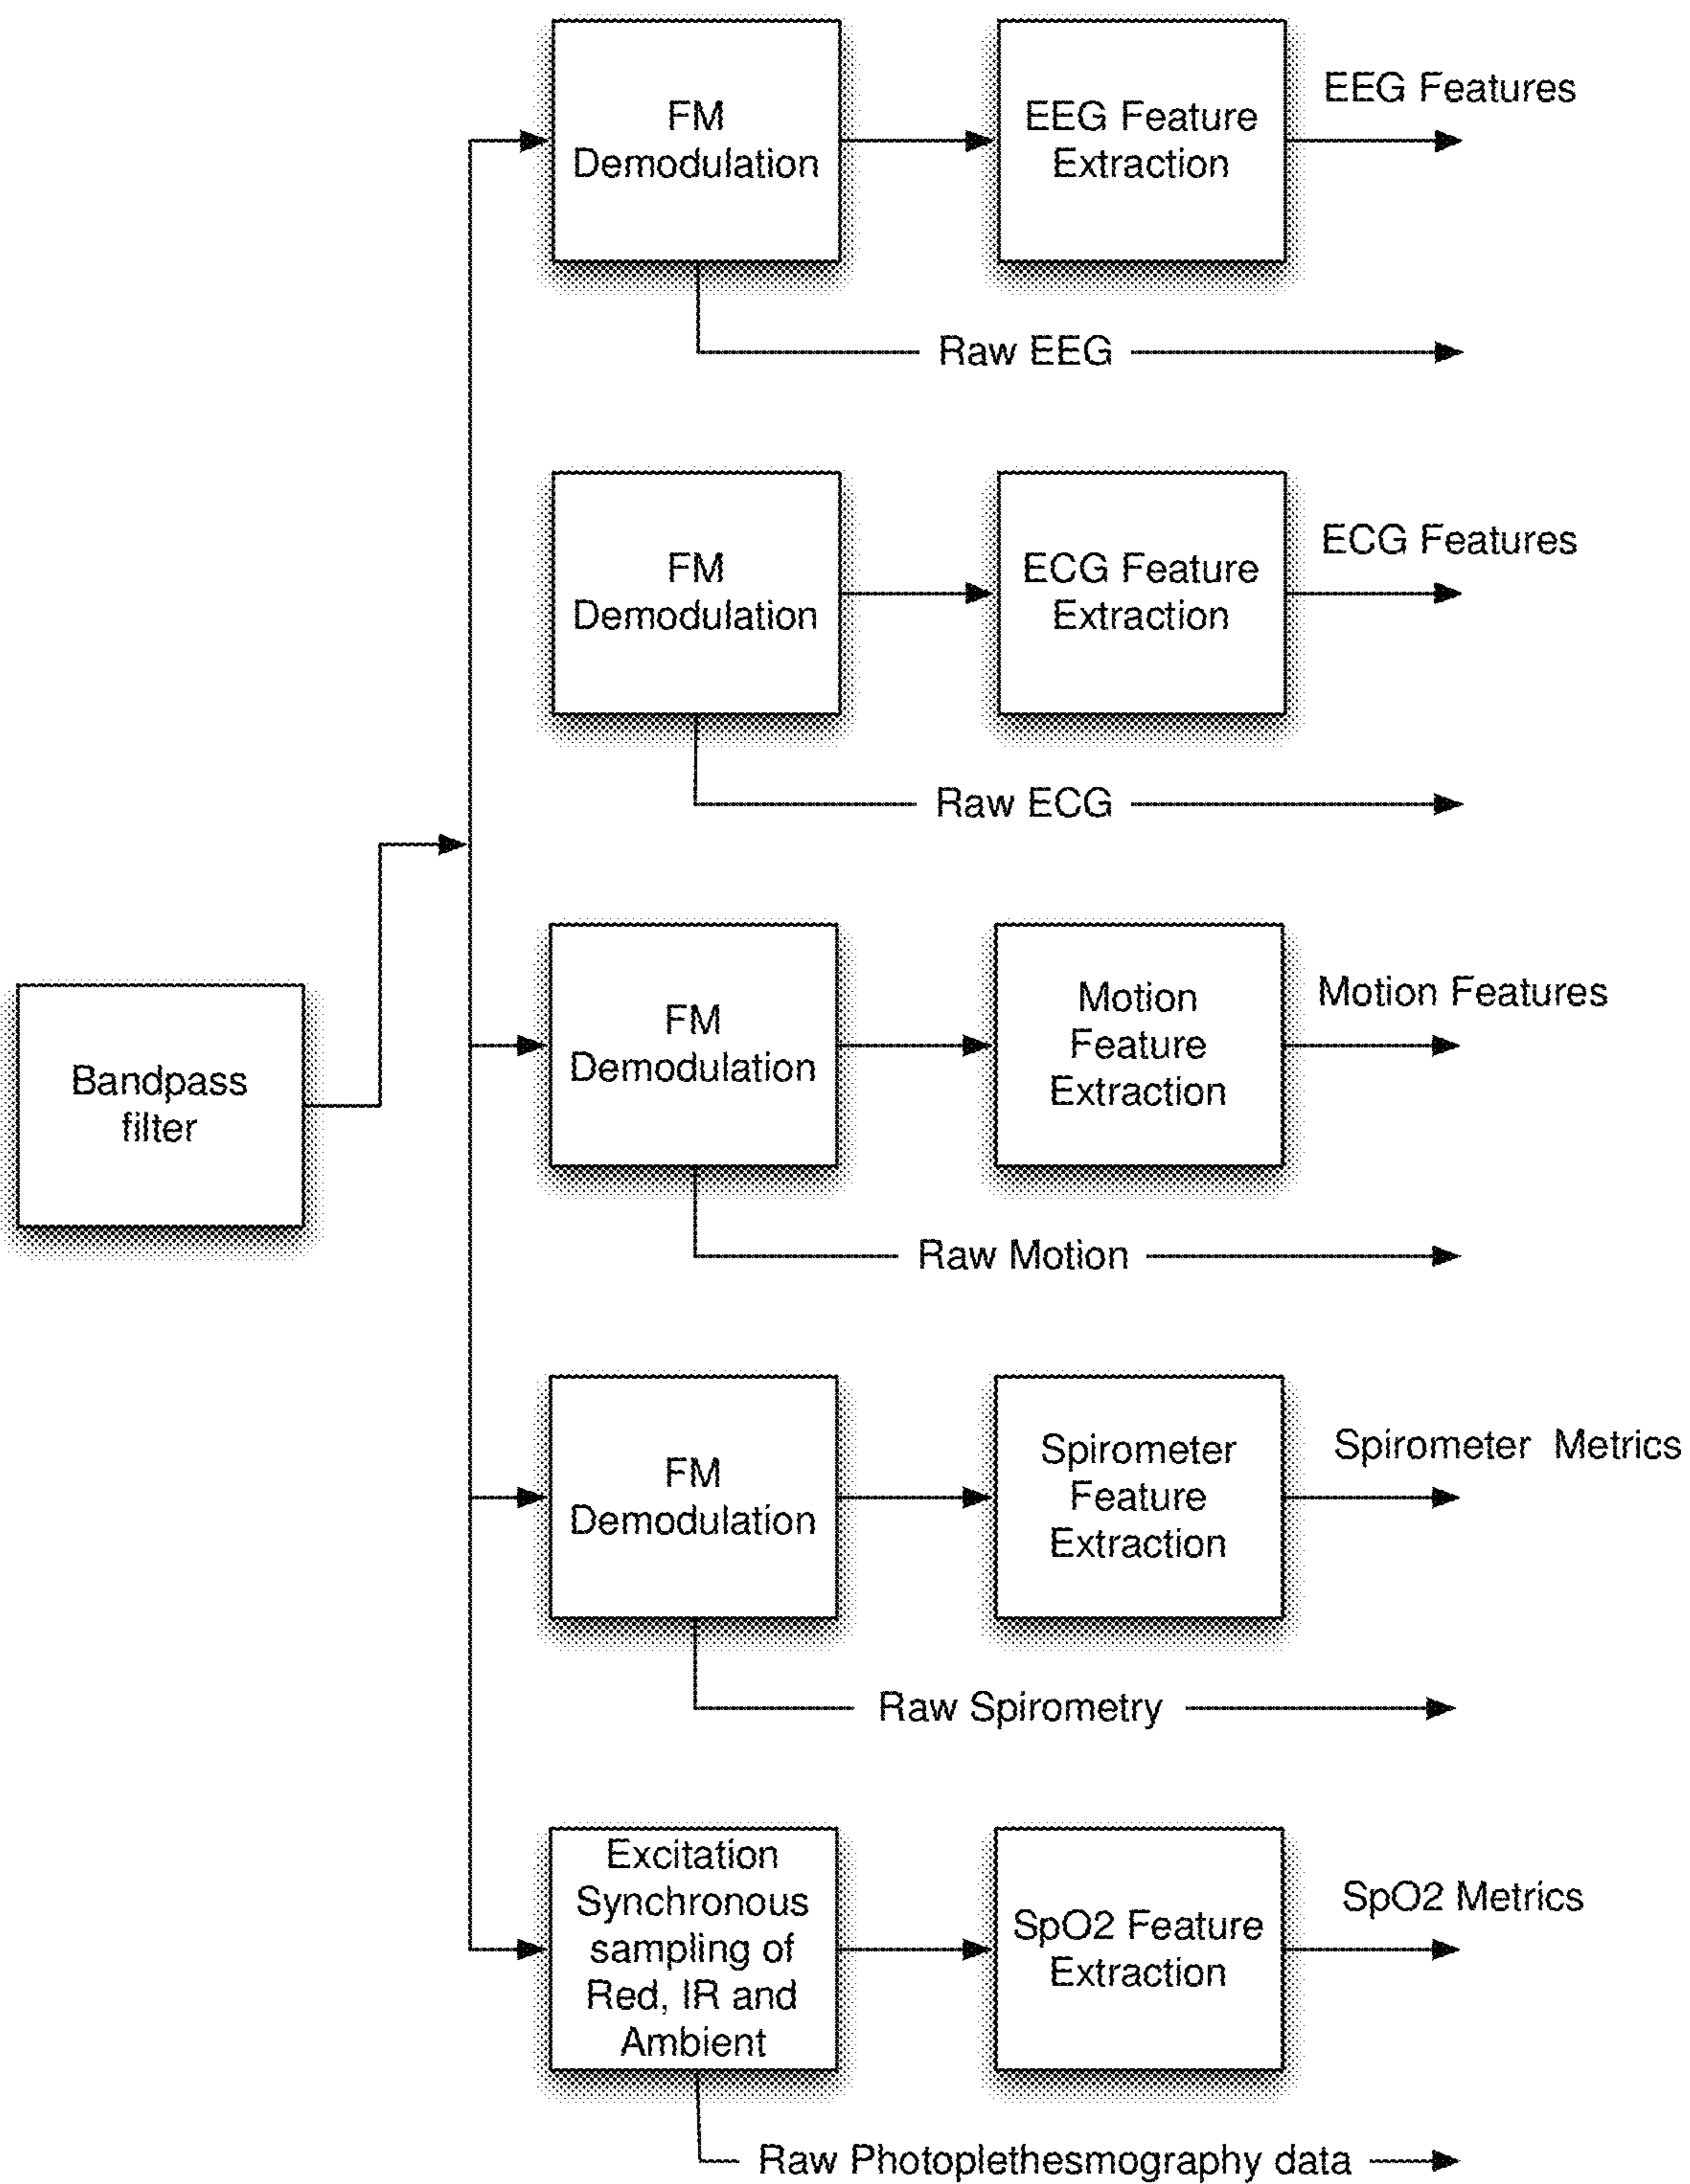 FM
Demodulation
EEG Feature
Extraction
EEG Features
Raw EEG
FM
Demodulation
ECG Feature
Extraction
ECG Features
Raw ECG
Bandpass
filter
FM
Demodulation
Motion
Feature
Extraction
Motion Features
Raw Motion
FM
Demodulation
Spirometer
Feature
Extraction
Spirometer Metrics
Raw Spirometry
Excitation
Synchronous
sampling of
Red, IR and
Ambient
SpO2 Feature
Extraction
SpO2 Metrics
Raw Photoplethesmography data